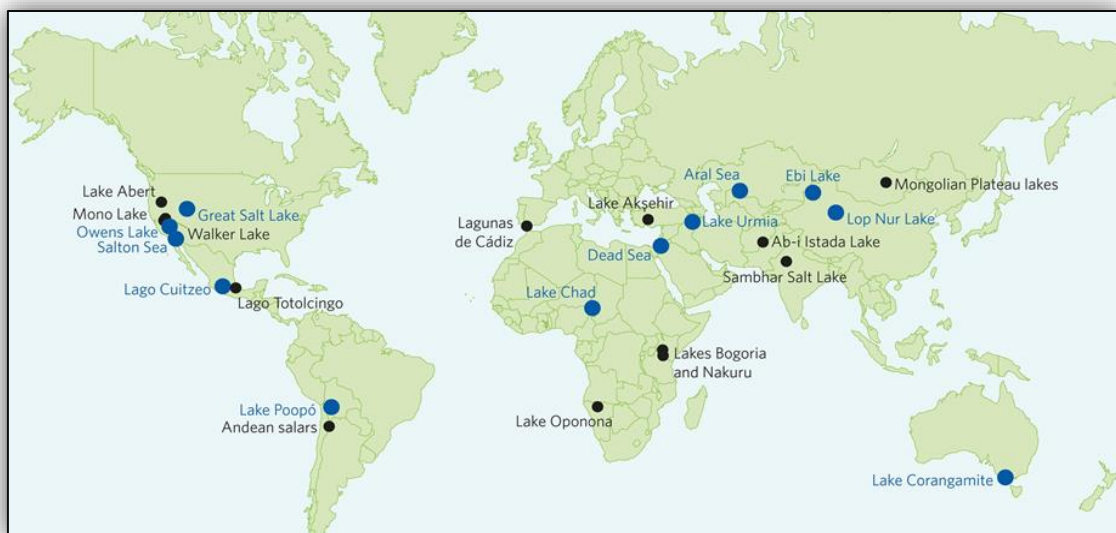 Lake Abert
Mono Lake
Owens Lake
Salton Sea
Great Salt Lake
Walker Lake
Lago Cuitzeo
Lago Totolcingo
Lake Poopó
Andean salars
Lagunas
de Cádiz
Lake Akşehir
Aral Sea
Ebi Lake
Mongolian Plateau lakes
Lake Urmia
Lop Nur Lake
Dead Sea
Ab-i Istada Lake
Sambhar Salt Lake
Lake Chad
Lakes Bogoria
and Nakuru
Lake Oponona
Lake Corangamite